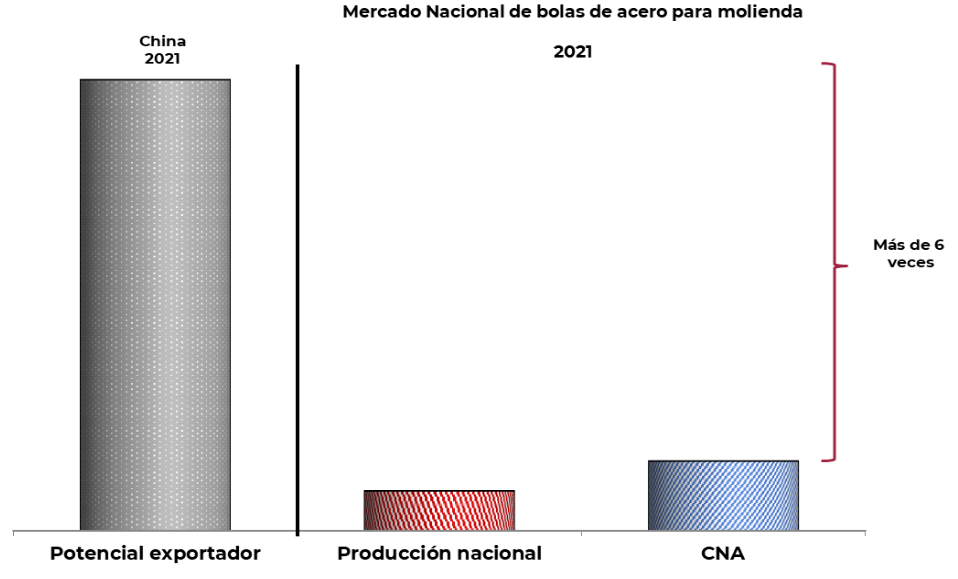 Mercado Nacional de bolas de acero para molienda
China
2021
2021
Más de 6
veces
Potencial exportador
Producción nacional
CNA